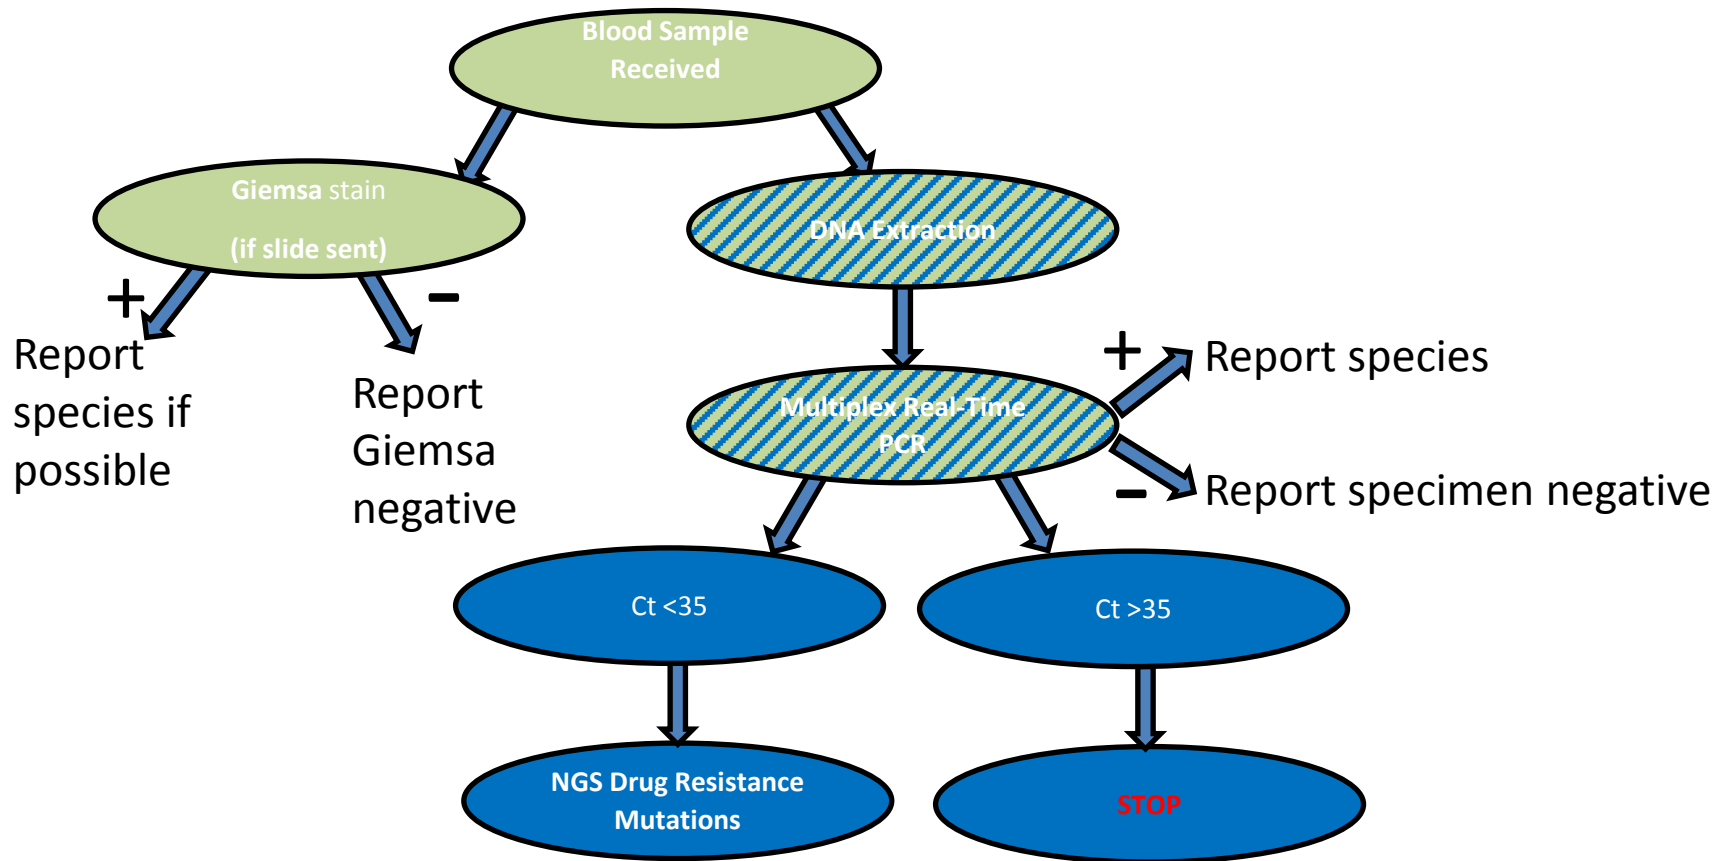 Blood Sample
Received
Giemsa stain
(if slide sent)
DNA Extraction
+
-
Report
species if
possible
Report
Giemsa
negative
Multiplex Real-Time
PCR
+
Report species
-
Report specimen negative
Ct <35
Ct >35
NGS Drug Resistance
Mutations
STOP